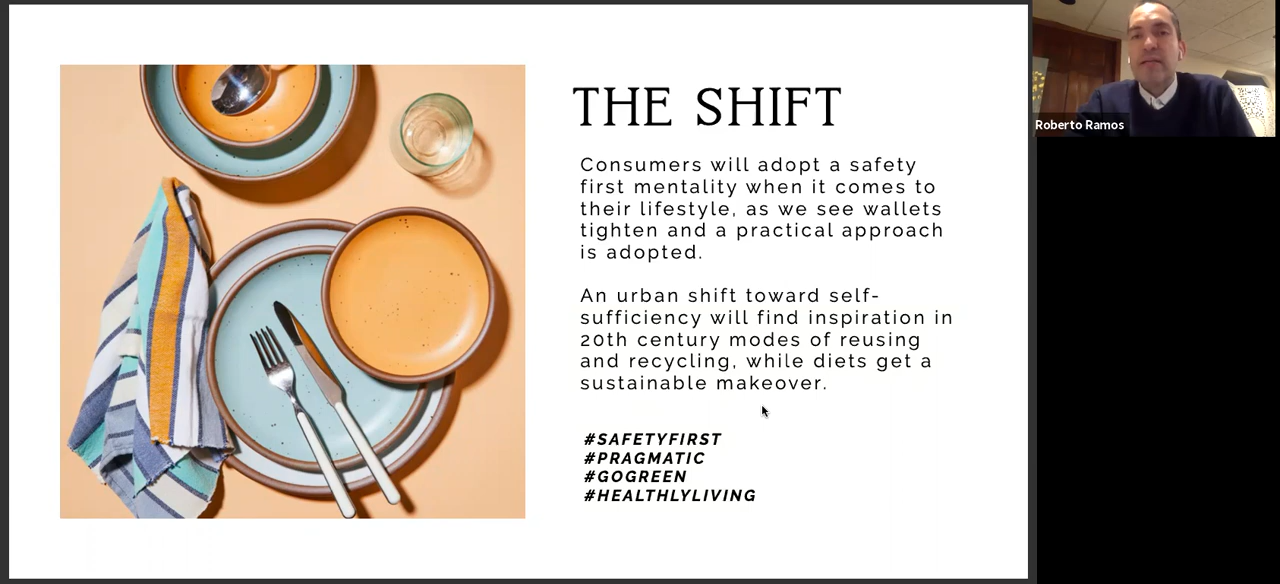 THE SHIFT
Consumers will adopt a safety
first mentality when it comes to
their lifestyle, as we see wallets
tighten and a practical approach
is adopted.
An urban shift toward self-
sufficiency will find inspiration in
20th century modes of reusing
and recycling, while diets get a
sustainable makeover.
#SAFETYFIRST
#PRAGMATIC
#GOGREEN
#HEALTHLYLIVING
Roberto Ramos